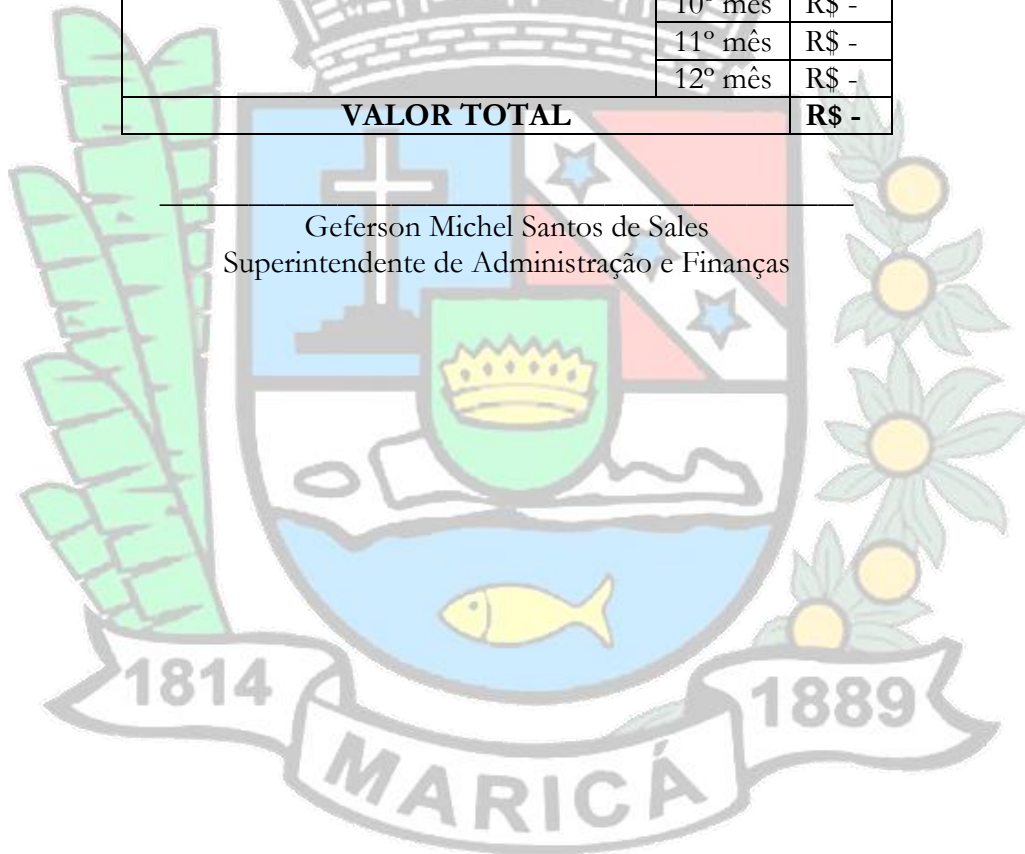 10º mês R$ -
11º mês R$ -
12º mês R$ -
VALOR TOTAL R$ -
Geferson Michel Santos de Sales
Superintendente de Administração e Finanças
1814
1889
MARICÁ